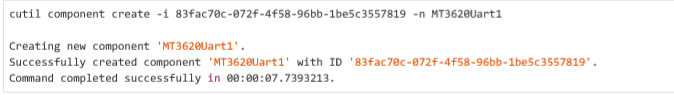 cutil component create -i 83fac70c-072f-4f58-96bb-1be5c3557819 -n MT3620Uart1
Creating new component 'MT3620Uart1'.
Successfully created component 'MT3620Uart1' with ID '83fac70c-072f-4f58-96bb-1be5c3557819'.
Command completed successfully in 00:00:07.7393213.